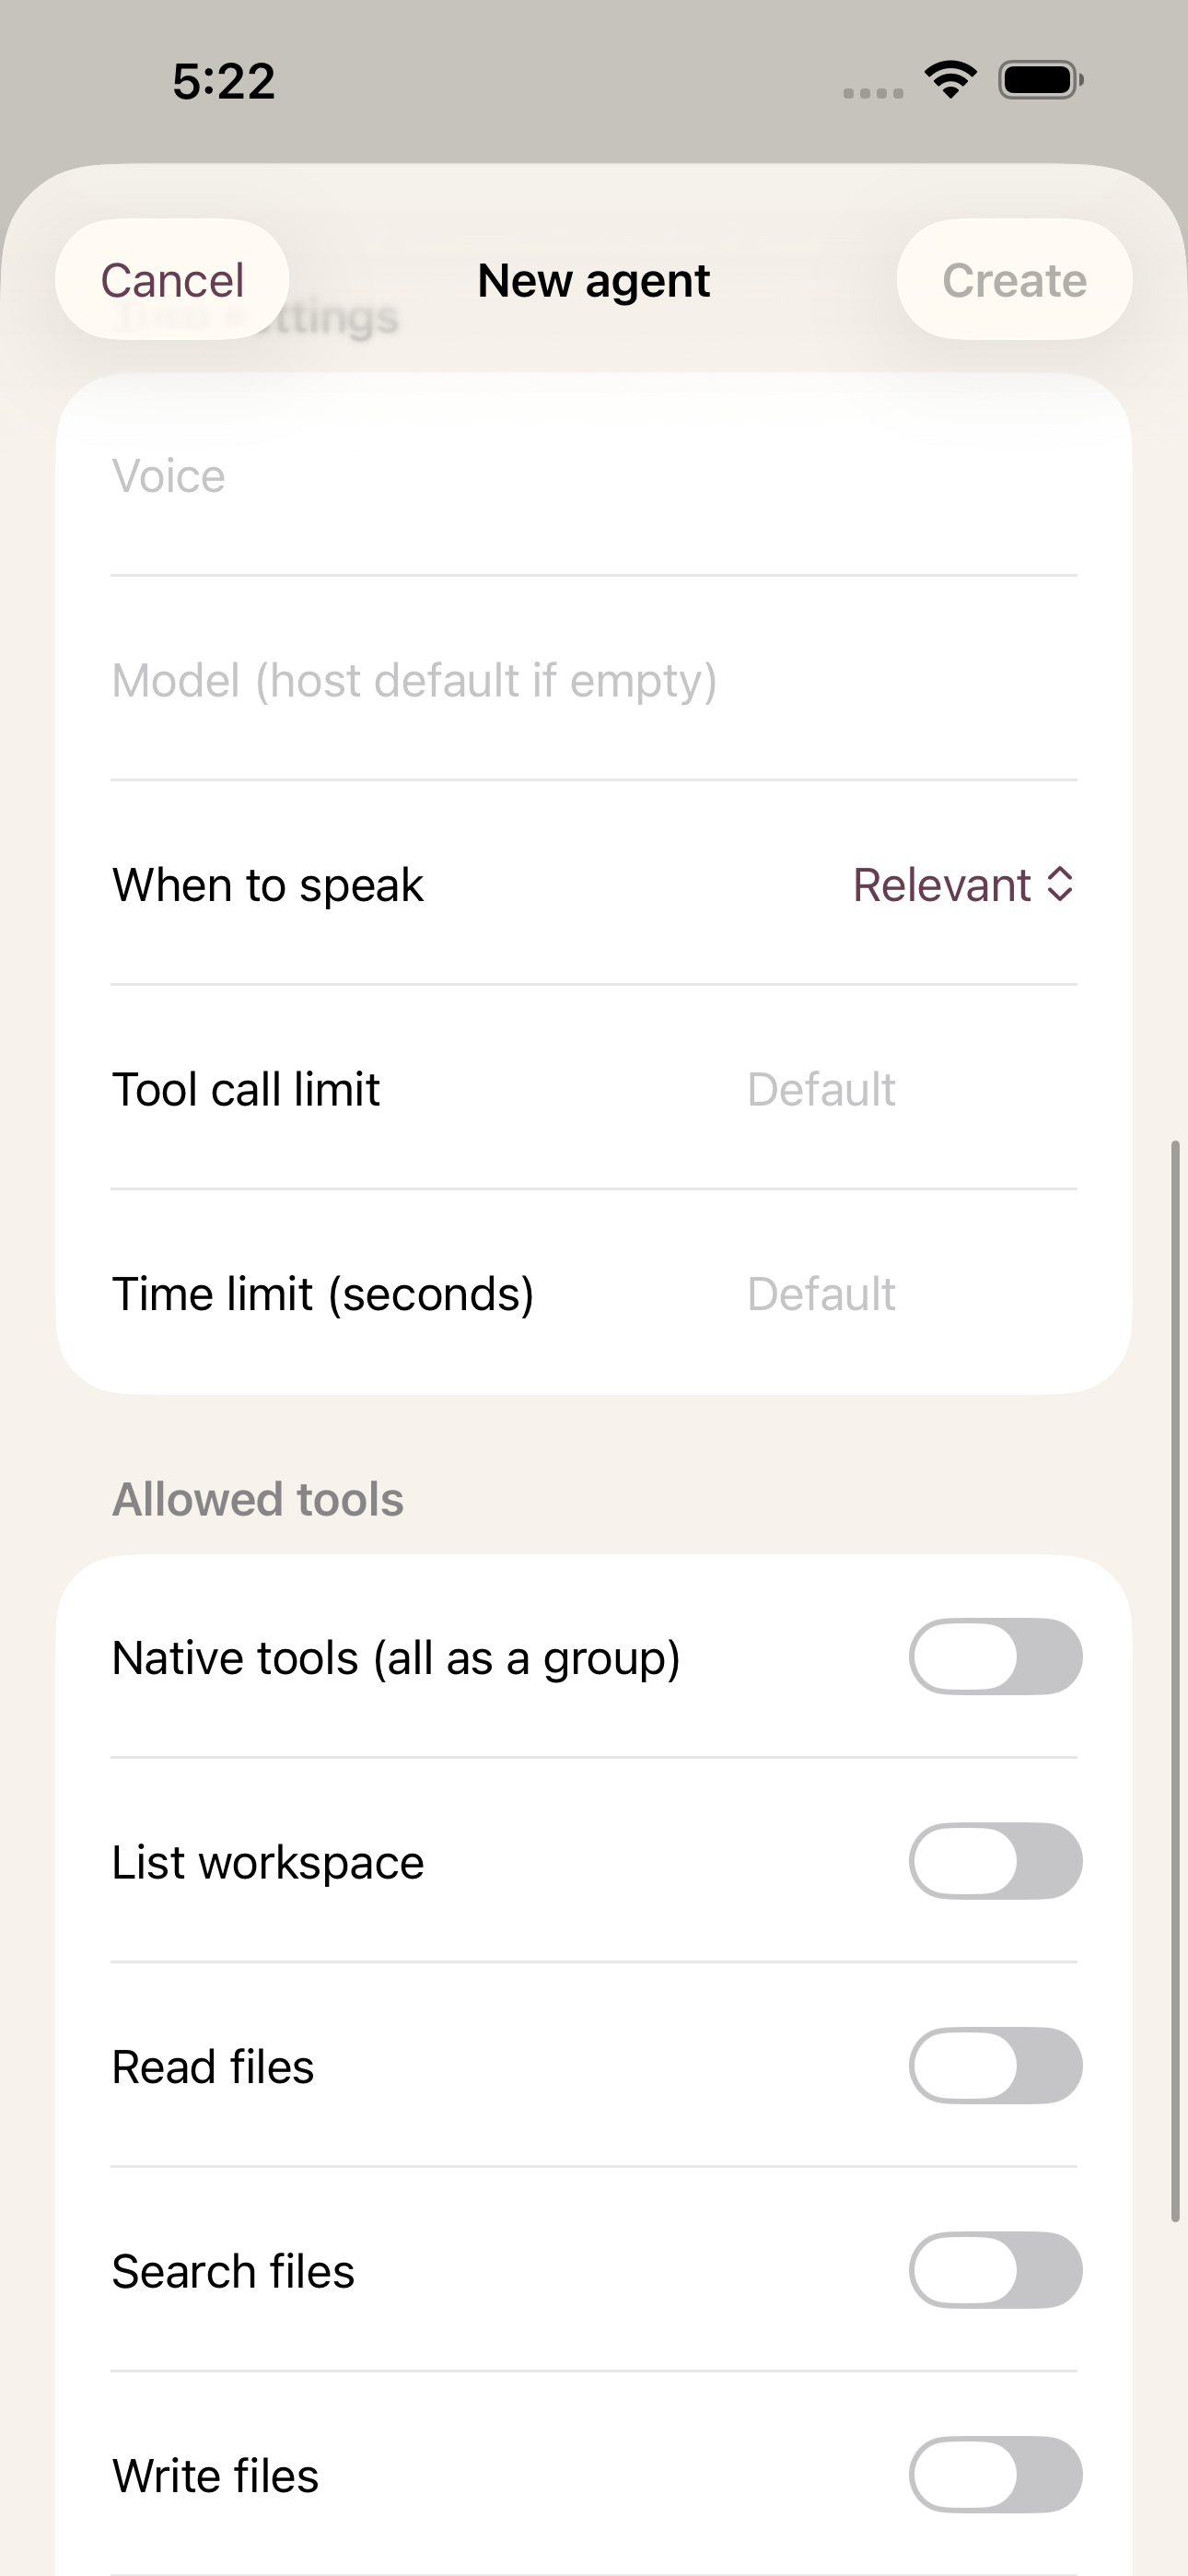 5:22
Cancel
New agent
Create
Voice
Model (host default if empty)
When to speak
Relevant
Tool call limit
Default
Time limit (seconds)
Default
Allowed tools
Native tools (all as a group)
List workspace
Read files
Search files
Write files